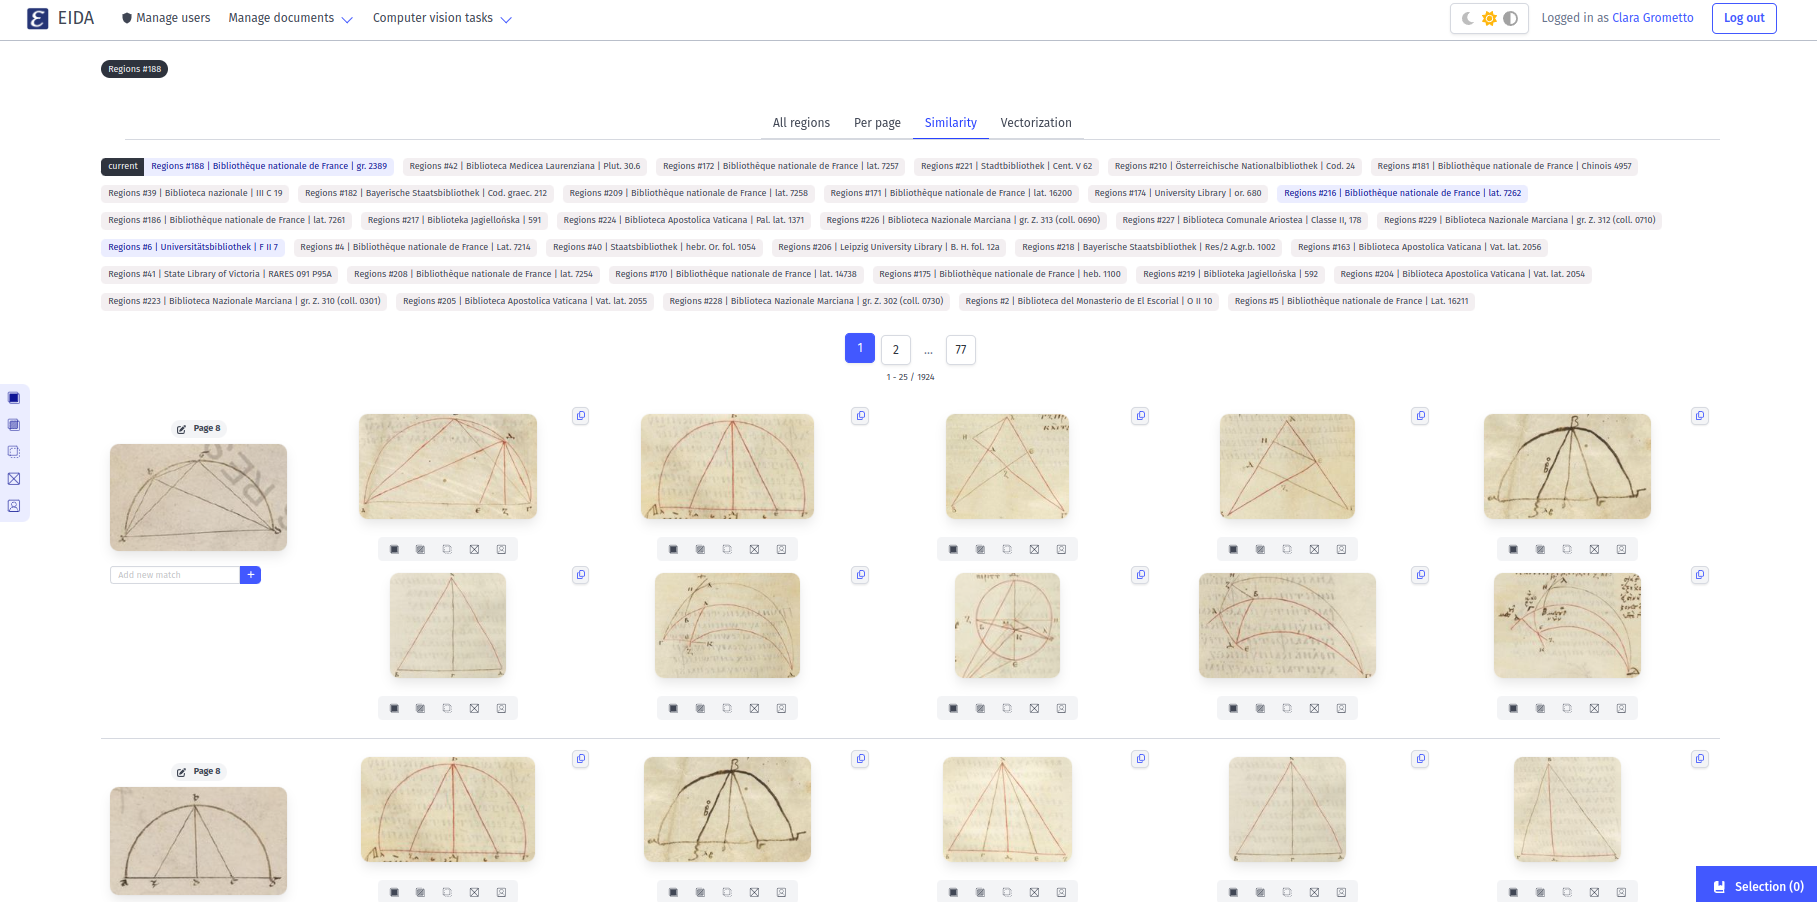 EIDA Manage users Manage documents Computer vision tasks Logged in as Clara Grometto Log out
Regions #188
All regions Per page Similarity Vectorization
current Regions #188 | Bibliothèque nationale de France | gr. 2389 Regions #42 | Biblioteca Medicea Laurenziana | Plut. 30.6 Regions #172 | Bibliothèque nationale de France | lat. 7257 Regions #221 | Stadtbibliothek | Cent. V 62 Regions #210 | Österreichische Nationalbibliothek | Cod. 24 Regions #181 | Bibliothèque nationale de France | Chinois 4957
Regions #39 | Biblioteca nazionale | III C 19 Regions #182 | Bayerische Staatsbibliothek | Cod. graec. 212 Regions #209 | Bibliothèque nationale de France | lat. 7258 Regions #171 | Bibliothèque nationale de France | lat. 16200 Regions #174 | University Library | or. 680 Regions #216 | Bibliothèque nationale de France | lat. 7262
Regions #186 | Bibliothèque nationale de France | lat. 7261 Regions #217 | Biblioteka Jagiellońska | 591 Regions #224 | Biblioteca Apostolica Vaticana | Pal. lat. 1371 Regions #226 | Biblioteca Nazionale Marciana | gr. Z. 313 (coll. 0690) Regions #227 | Biblioteca Comunale Ariostea | Classe II, 178 Regions #229 | Biblioteca Nazionale Marciana | gr. Z. 312 (coll. 0710)
Regions #6 | Universitätsbibliothek | F II 7 Regions #4 | Bibliothèque nationale de France | Lat. 7214 Regions #40 | Staatsbibliothek | hebr. Or. fol. 1054 Regions #206 | Leipzig University Library | B. H. fol. 12a Regions #218 | Bayerische Staatsbibliothek | Res/2 A.gr.b. 1002 Regions #163 | Biblioteca Apostolica Vaticana | Vat. lat. 2056
Regions #41 | State Library of Victoria | RARES 091 P95A Regions #208 | Bibliothèque nationale de France | lat. 7254 Regions #170 | Bibliothèque nationale de France | lat. 14738 Regions #175 | Bibliothèque nationale de France | heb. 1100 Regions #219 | Biblioteka Jagiellońska | 592 Regions #204 | Biblioteca Apostolica Vaticana | Vat. lat. 2054
Regions #223 | Biblioteca Nazionale Marciana | gr. Z. 310 (coll. 0301) Regions #205 | Biblioteca Apostolica Vaticana | Vat. lat. 2055 Regions #228 | Biblioteca Nazionale Marciana | gr. Z. 302 (coll. 0730) Regions #2 | Biblioteca del Monasterio de El Escorial | O II 10 Regions #5 | Bibliothèque nationale de France | Lat. 16211
1 2 ... 77
1 - 25 / 1924
Page 8
Add new match +
Page 8
Selection (0)